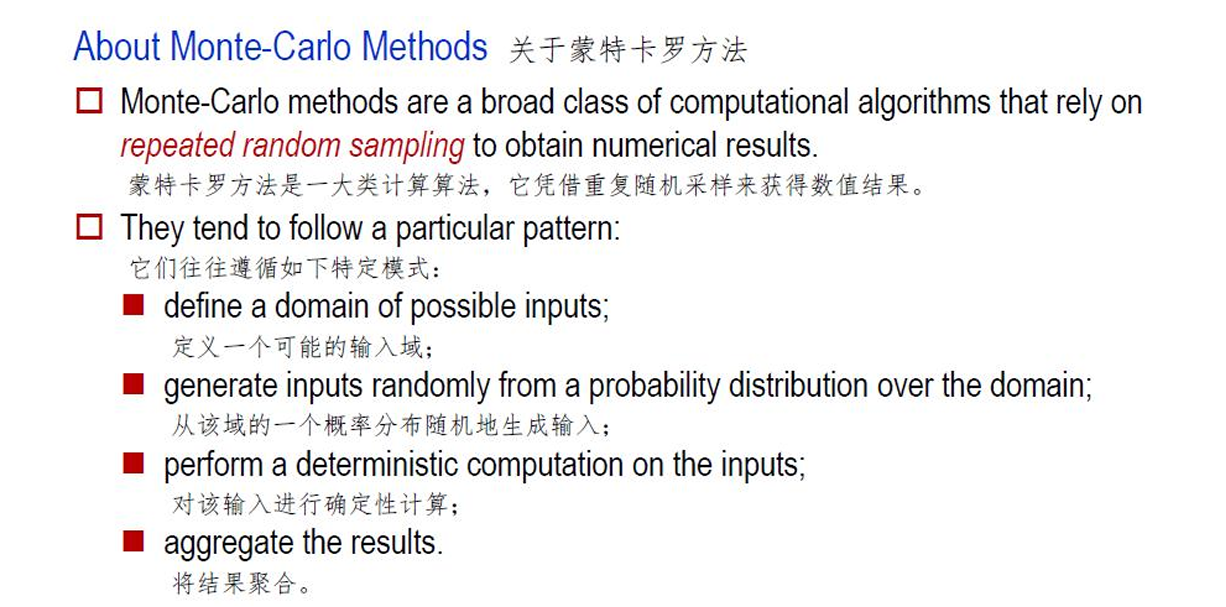 About Monte-Carlo Methods 关于蒙特卡罗方法
Monte-Carlo methods are a broad class of computational algorithms that rely on
repeated random sampling to obtain numerical results.
蒙特卡罗方法是一大类计算算法，它凭借重复随机采样来获得数值结果。
They tend to follow a particular pattern:
它们往往遵循如下特定模式：
define a domain of possible inputs;
定义一个可能的输入域；
generate inputs randomly from a probability distribution over the domain;
从该域的一个概率分布随机地生成输入；
perform a deterministic computation on the inputs;
对该输入进行确定性计算；
aggregate the results.
将结果聚合。